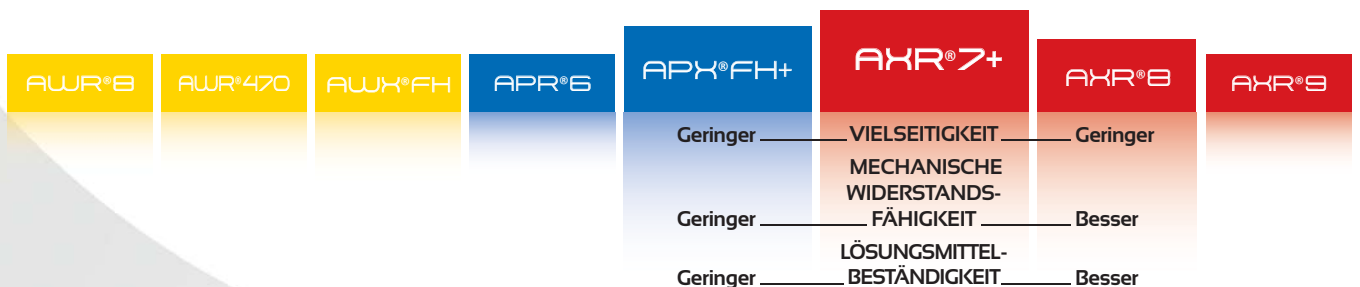 AWR®8 AWR®470 AWX®FH APR®6 APX®FH+ AXR®7+ AXR®8 AXR®9
Geringer VIELSEITIGKEIT Geringer
MECHANISCHE
WIDERSTANDS-
Geringer FÄHIGKEIT Besser
LÖSUNGSMITTEL-
Geringer BESTÄNDIGKEIT Besser